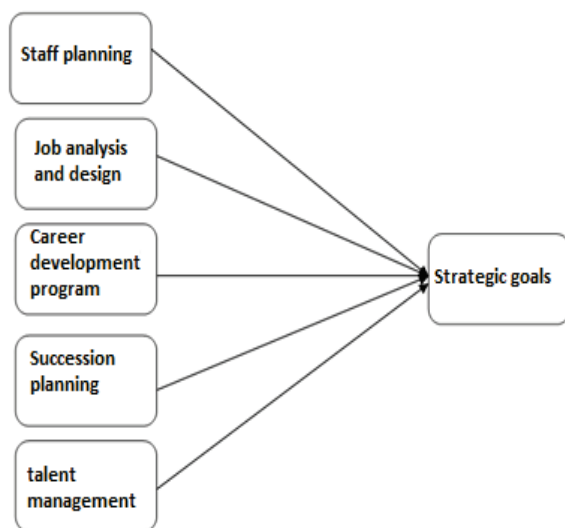 Staff planning
Job analysis
and design
Career
development
program
Strategic goals
Succession
planning
talent
management